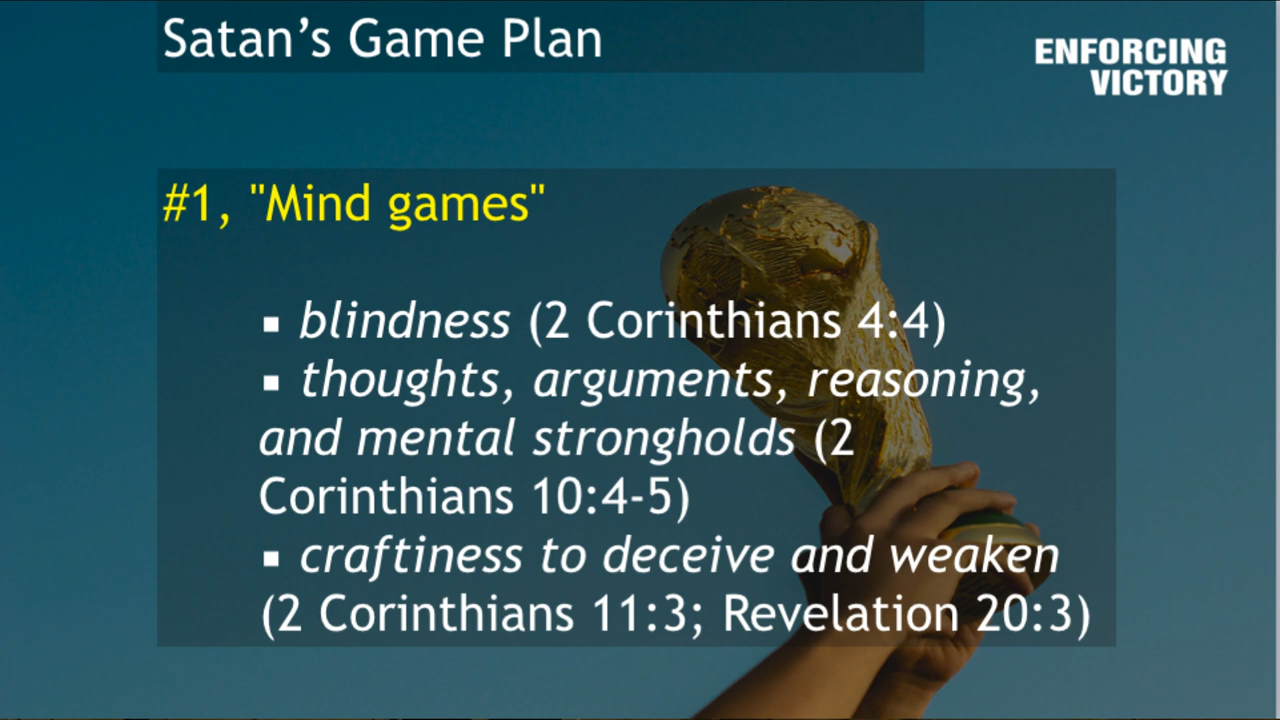 Satan’s Game Plan
ENFORCING
VICTORY
#1, "Mind games"
▪ blindness (2 Corinthians 4:4)
▪ thoughts, arguments, reasoning,
and mental strongholds (2
Corinthians 10:4-5)
▪ craftiness to deceive and weaken
(2 Corinthians 11:3; Revelation 20:3)